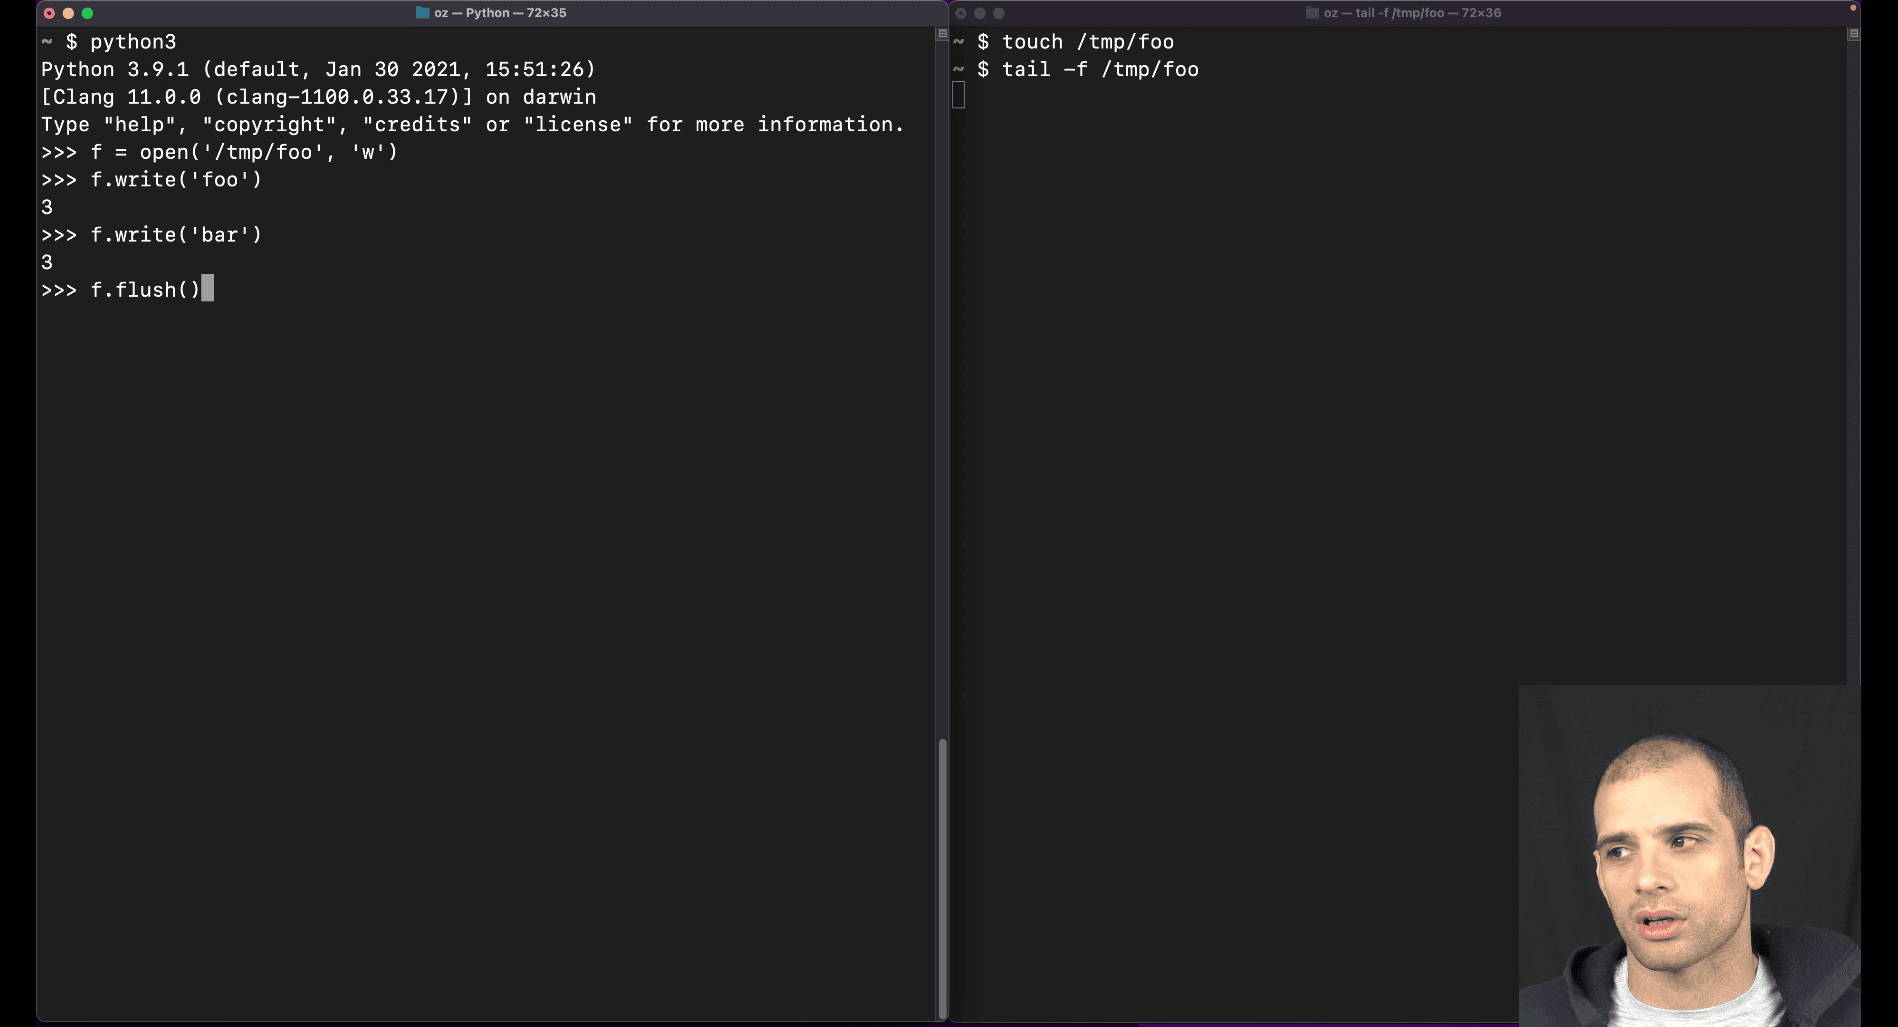 oz — Python — 72×35
~ $ python3
Python 3.9.1 (default, Jan 30 2021, 15:51:26)
[Clang 11.0.0 (clang-1100.0.33.17)] on darwin
Type "help", "copyright", "credits" or "license" for more information.
>>> f = open('/tmp/foo', 'w')
>>> f.write('foo')
3
>>> f.write('bar')
3
>>> f.flush()
oz — tail -f /tmp/foo — 72×36
~ $ touch /tmp/foo
~ $ tail -f /tmp/foo